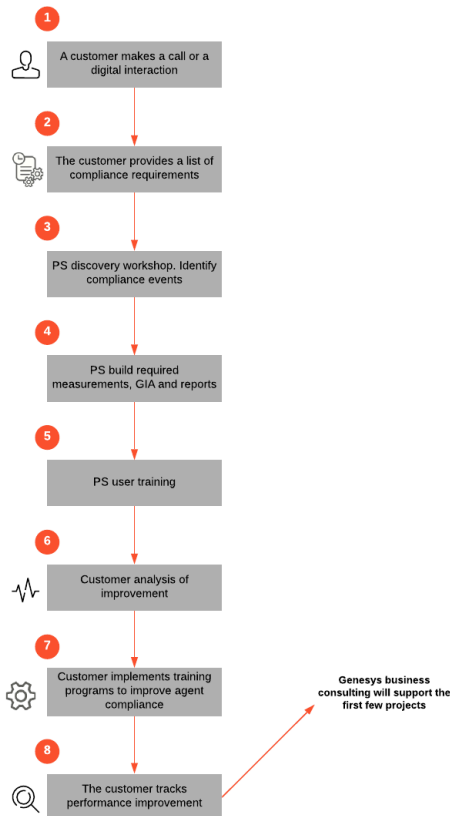 1
A customer makes a call or a
digital interaction
2
The customer provides a list of
compliance requirements
3
PS discovery workshop. Identify
compliance events
4
PS build required
measurements, GIA and reports
5
PS user training
6
Customer analysis of
improvement
7
Customer implements training
programs to improve agent
compliance
Genesys business
consulting will support the
first few projects
8
The customer tracks
performance improvement